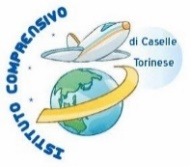 ISTITUTO COMPRENSIVO
di Caselle
Torinese